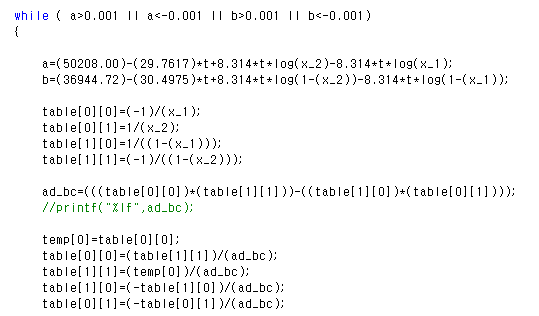 while ( a>0.001 || a<-0.001 || b>0.001 || b<-0.001)
{
a=(50208.00)-(29.7617)*t+8.314*t*log(x_2)-8.314*t*log(x_1);
b=(36944.72)-(30.4975)*t+8.314*t*log(1-(x_2))-8.314*t*log(1-(x_1));
table[0][0]=(-1)/(x_1);
table[0][1]=1/(x_2);
table[1][0]=1/((1-(x_1)));
table[1][1]=(-1)/((1-(x_2)));
ad_bc=(((table[0][0])*(table[1][1]))-((table[1][0])*(table[0][1])));
//printf("%lf",ad_bc);
temp[0]=table[0][0];
table[0][0]=(table[1][1])/(ad_bc);
table[1][1]=(temp[0])/(ad_bc);
table[1][0]=(-table[1][0])/(ad_bc);
table[0][1]=(-table[0][1])/(ad_bc);